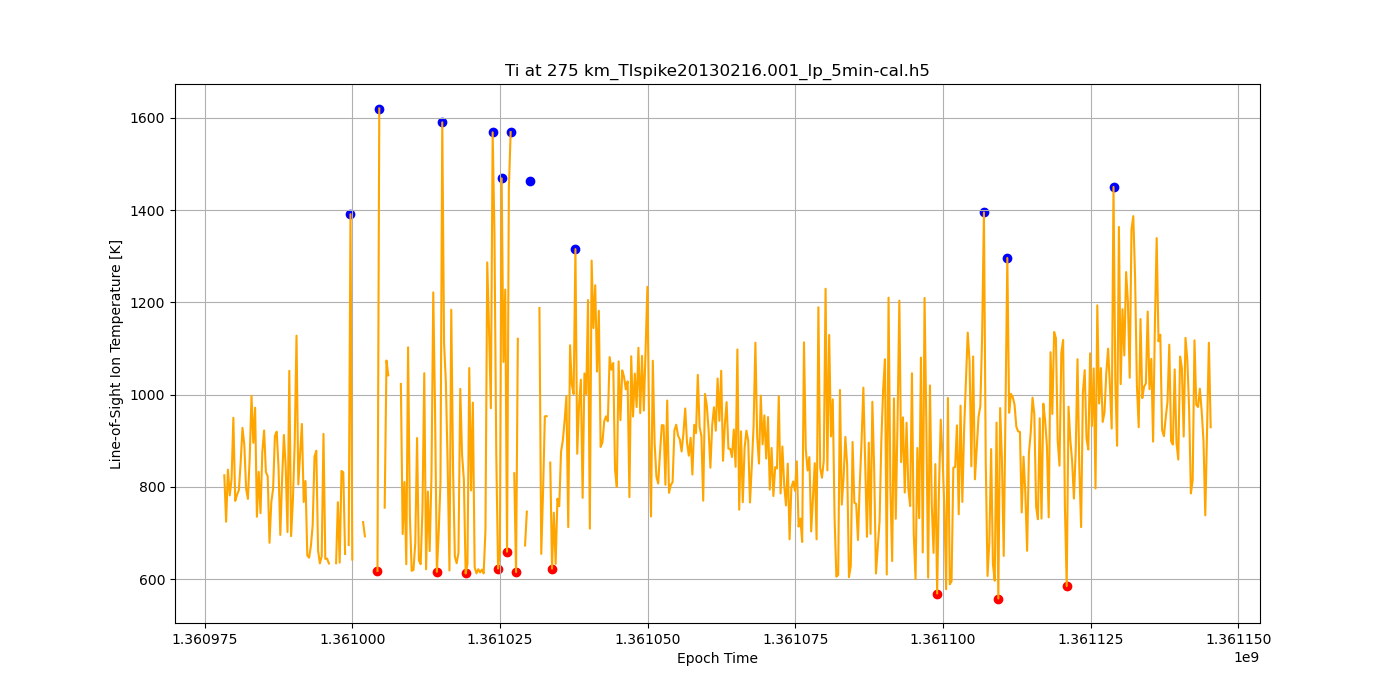 Ti at 275 km_TIspike20130216.001_lp_5min-cal.h5
Line-of-Sight Ion Temperature [K]
1600
1400
1200
1000
800
600
1.360975 1.361000 1.361025 1.361050 1.361075 1.361100 1.361125 1.361150
1e9
Epoch Time